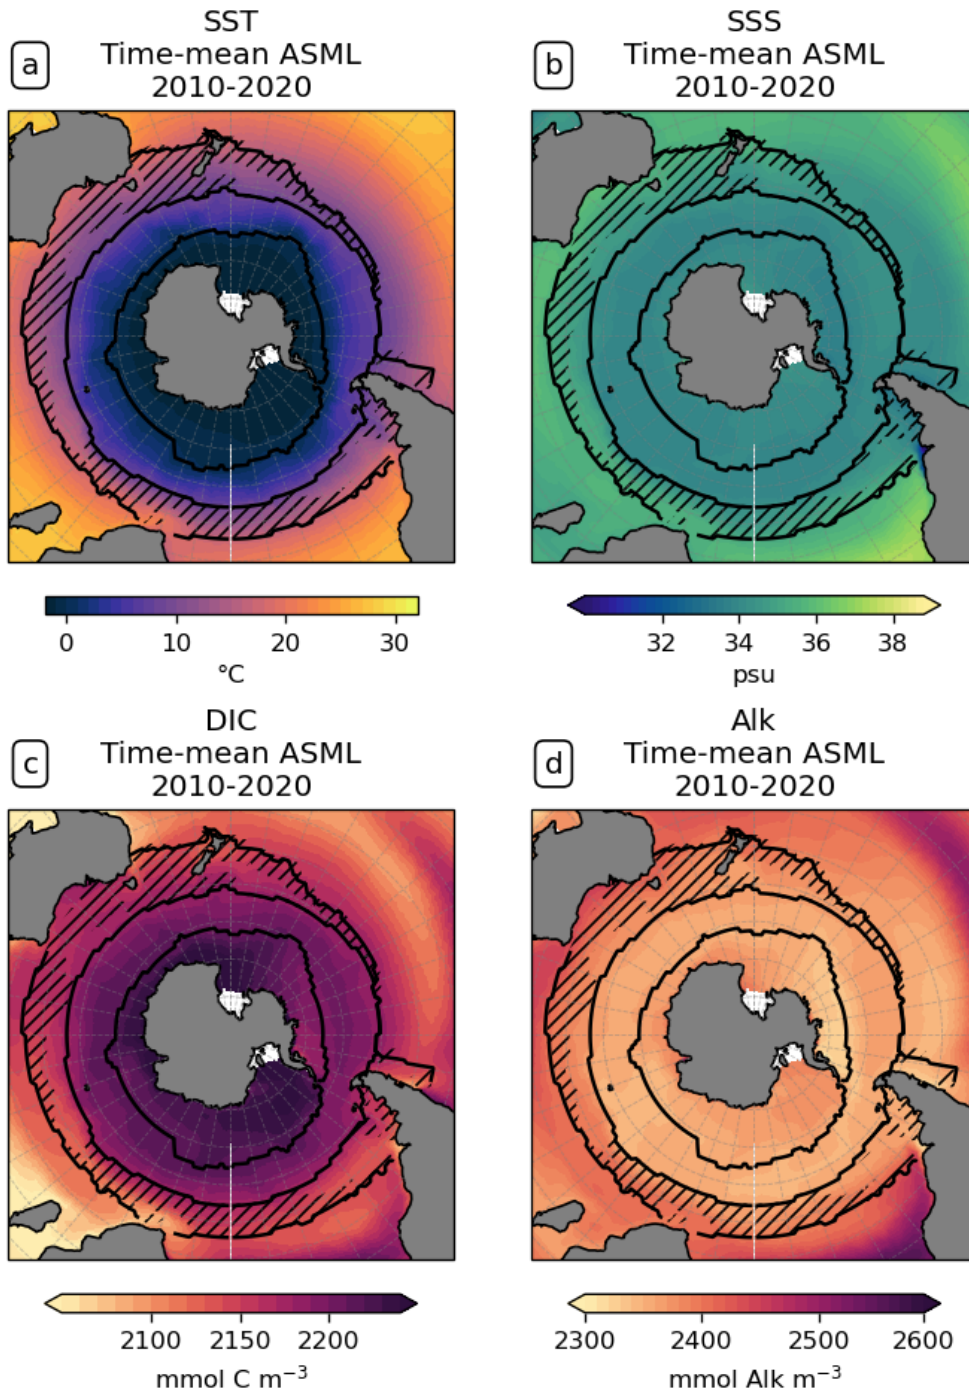 SST
a
Time-mean ASML
2010-2020
SSS
b
Time-mean ASML
2010-2020
0 10 20 30
°C
32 34 36 38
psu
DIC
c
Time-mean ASML
2010-2020
Alk
d
Time-mean ASML
2010-2020
2100 2150 2200
mmol C m⁻³
2300 2400 2500 2600
mmol Alk m⁻³